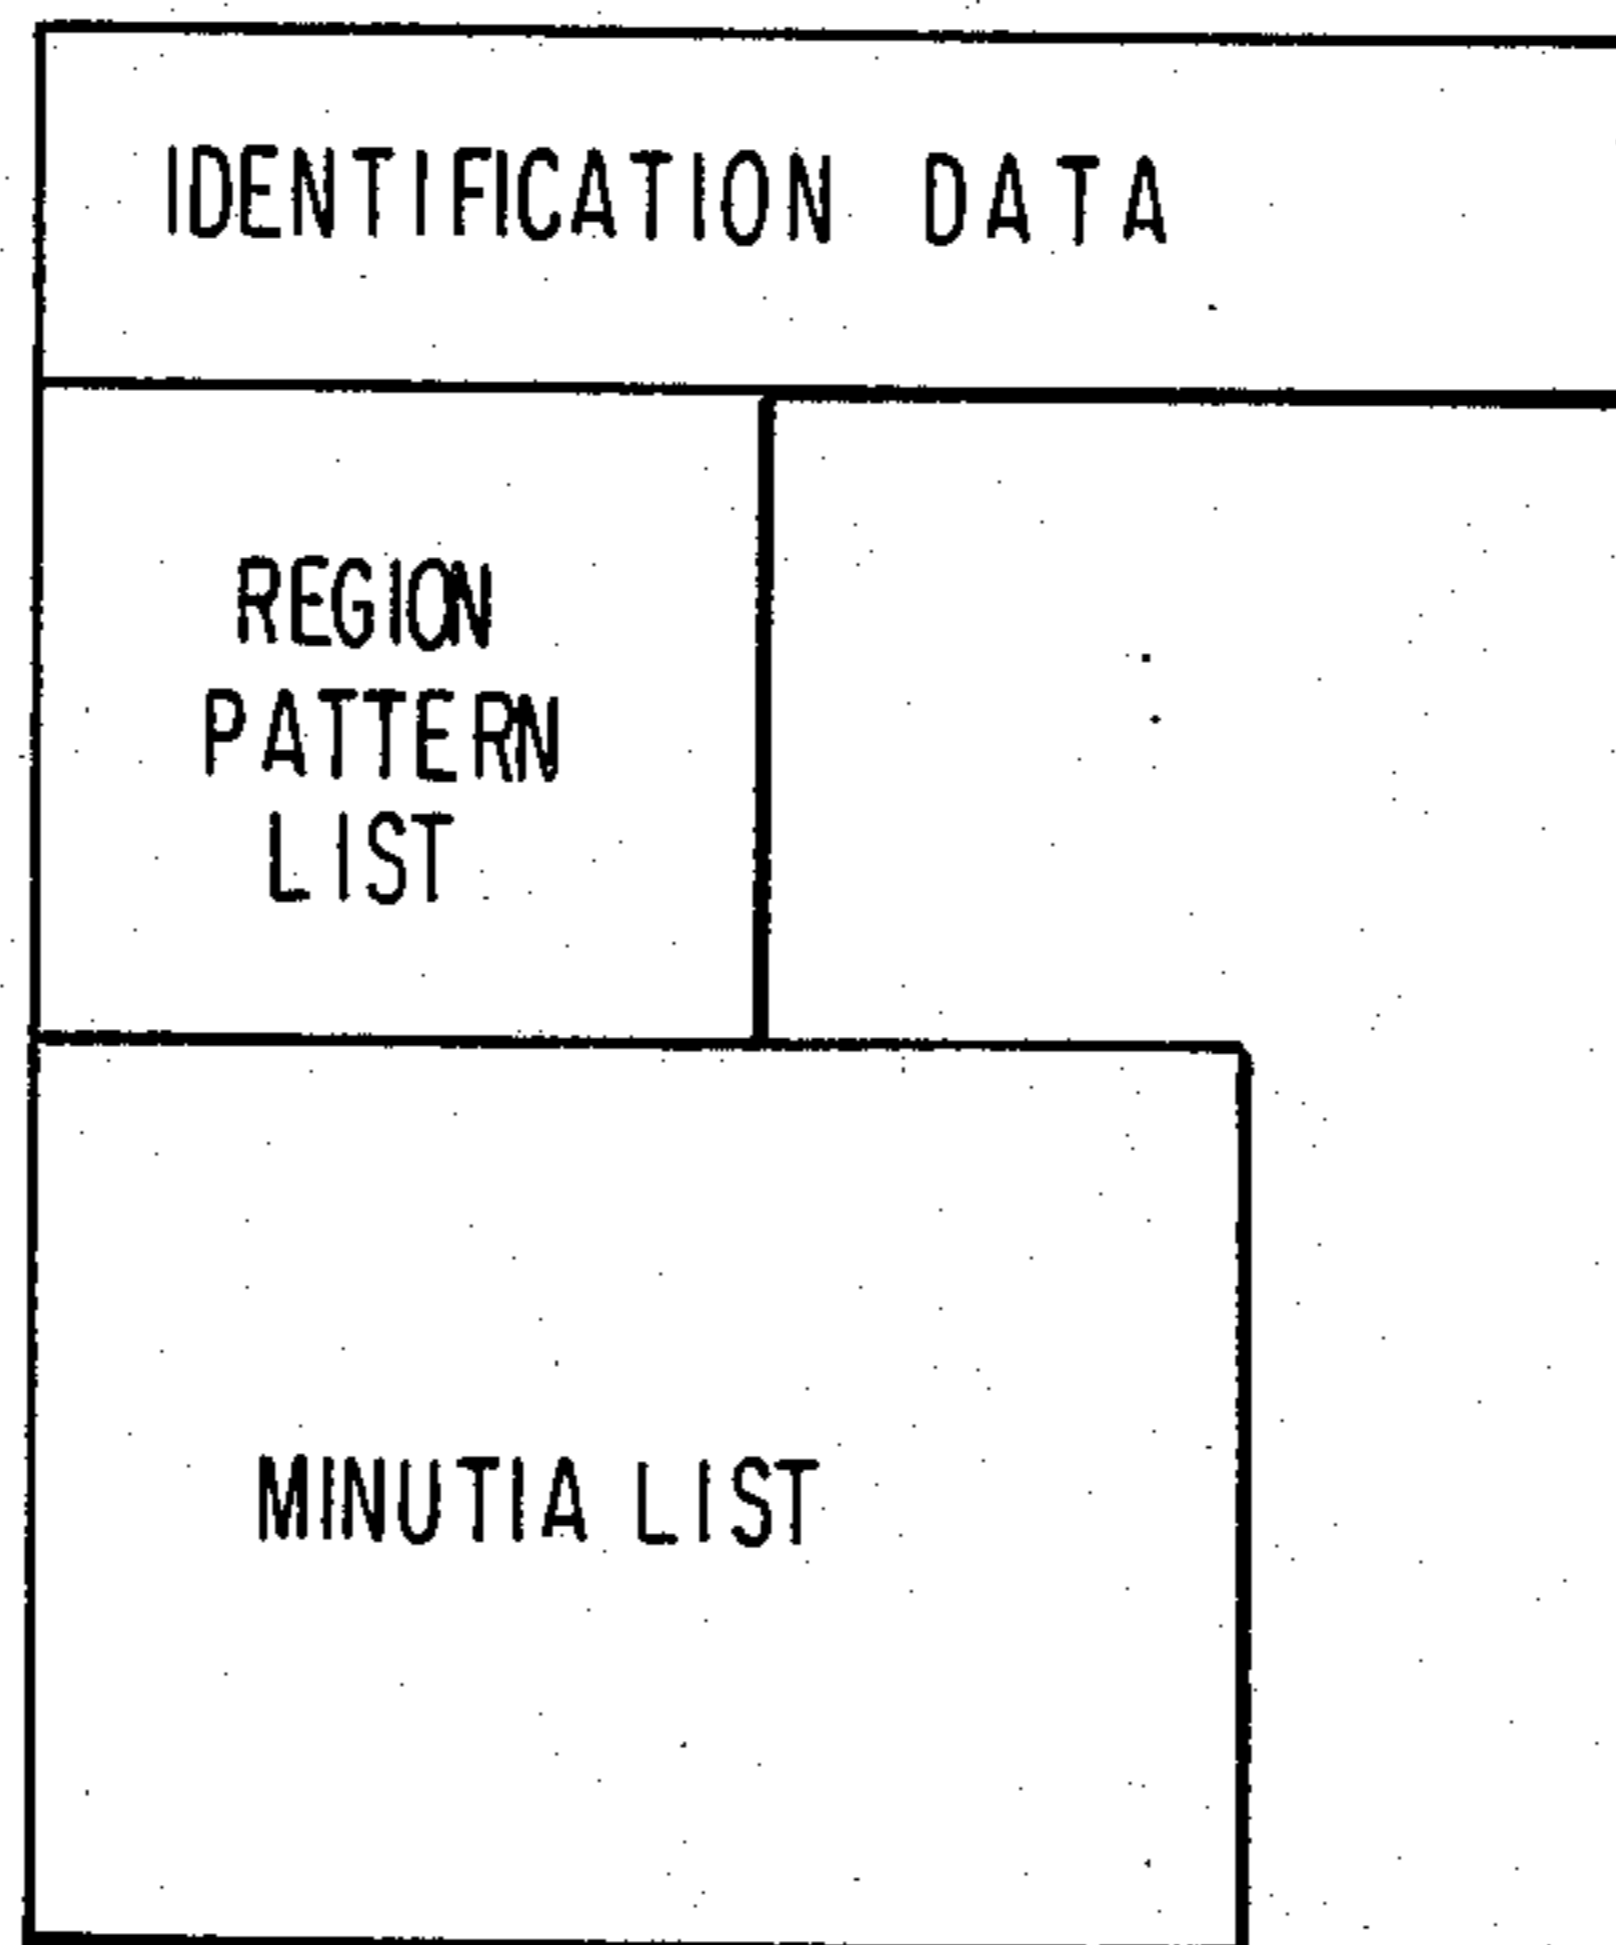 IDENTIFICATION DATA
REGION
PATTERN
LIST
MINUTIA LIST